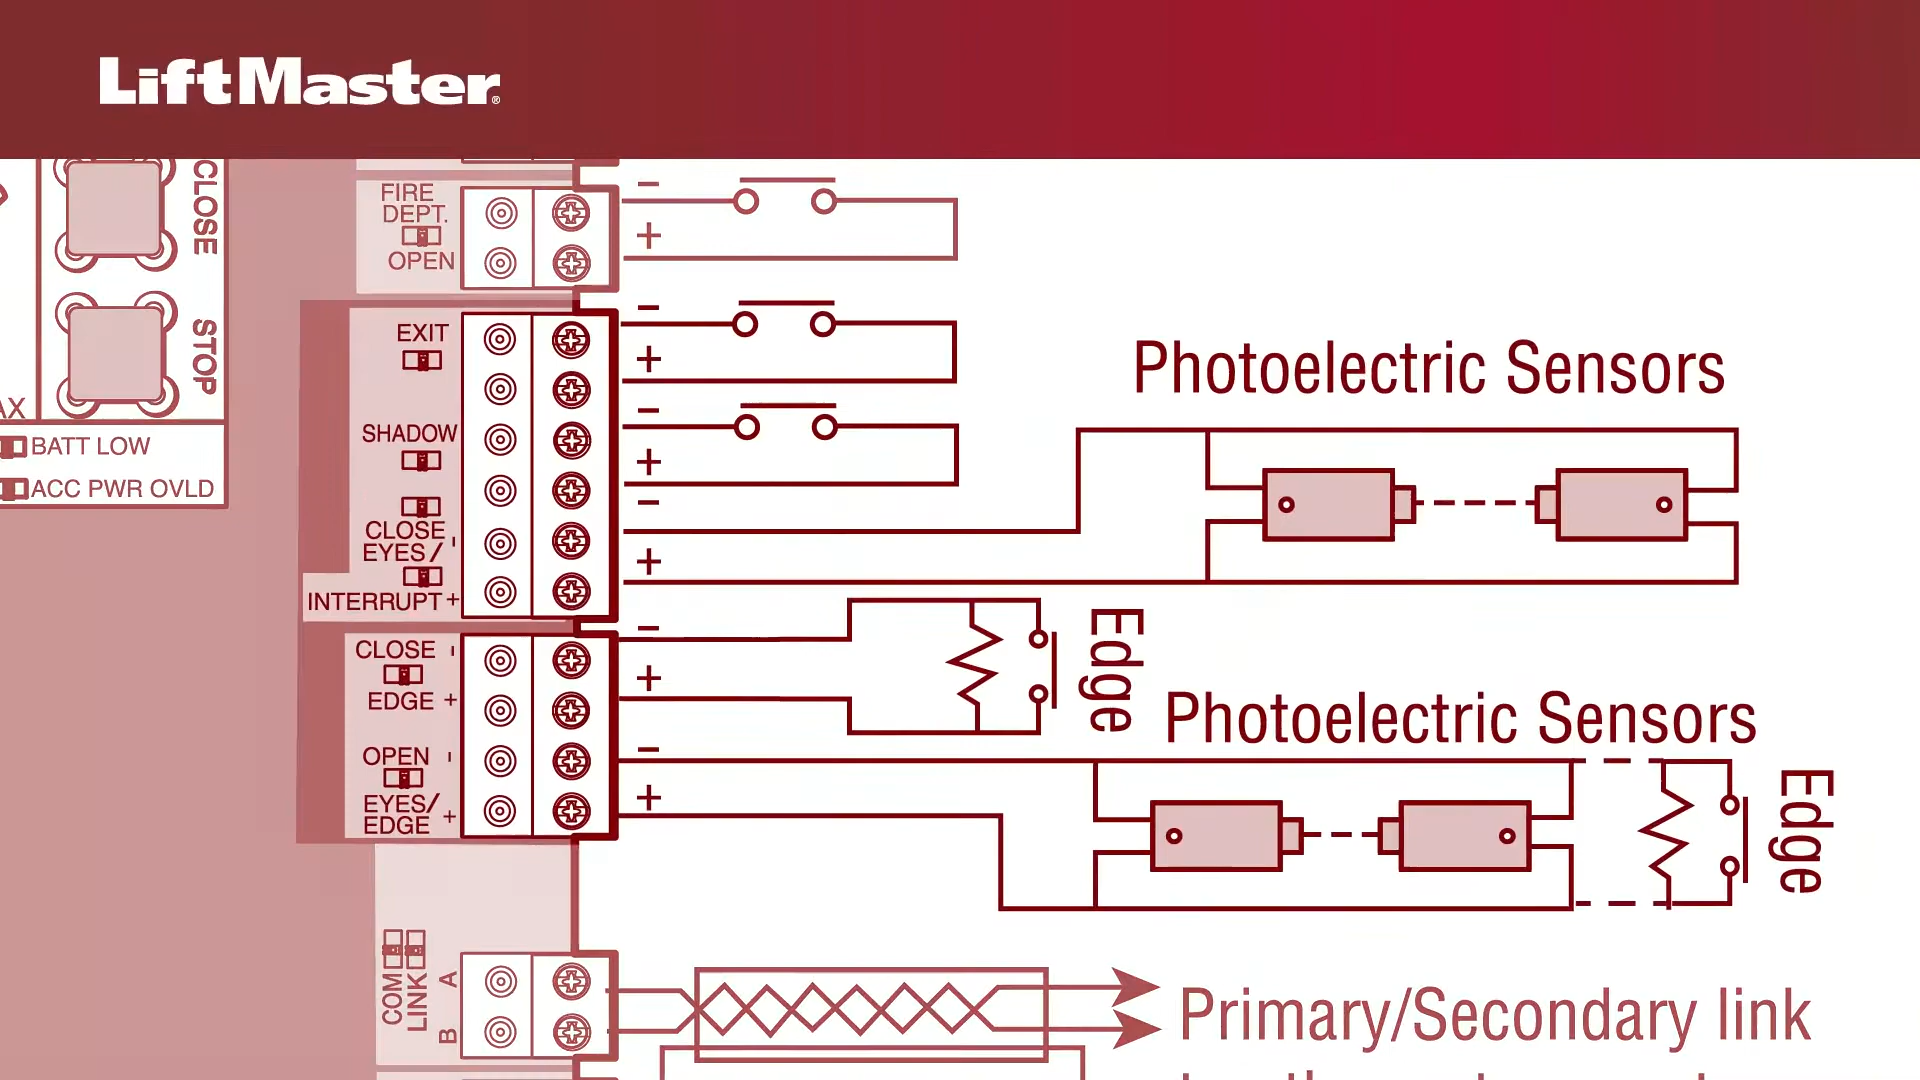 LiftMaster®
CLOSE
STOP
AX
BATT LOW
ACC PWR OVLD
FIRE
DEPT.
OPEN
- 
+
EXIT
-
+
SHADOW
-
+
CLOSE
EYES/ -
INTERRUPT +
-
+
Photoelectric Sensors
CLOSE -
EDGE +
-
+
Edge
OPEN -
EYES/
EDGE +
-
+
Photoelectric Sensors
Edge
COM
LINK
A
B
Primary/Secondary link